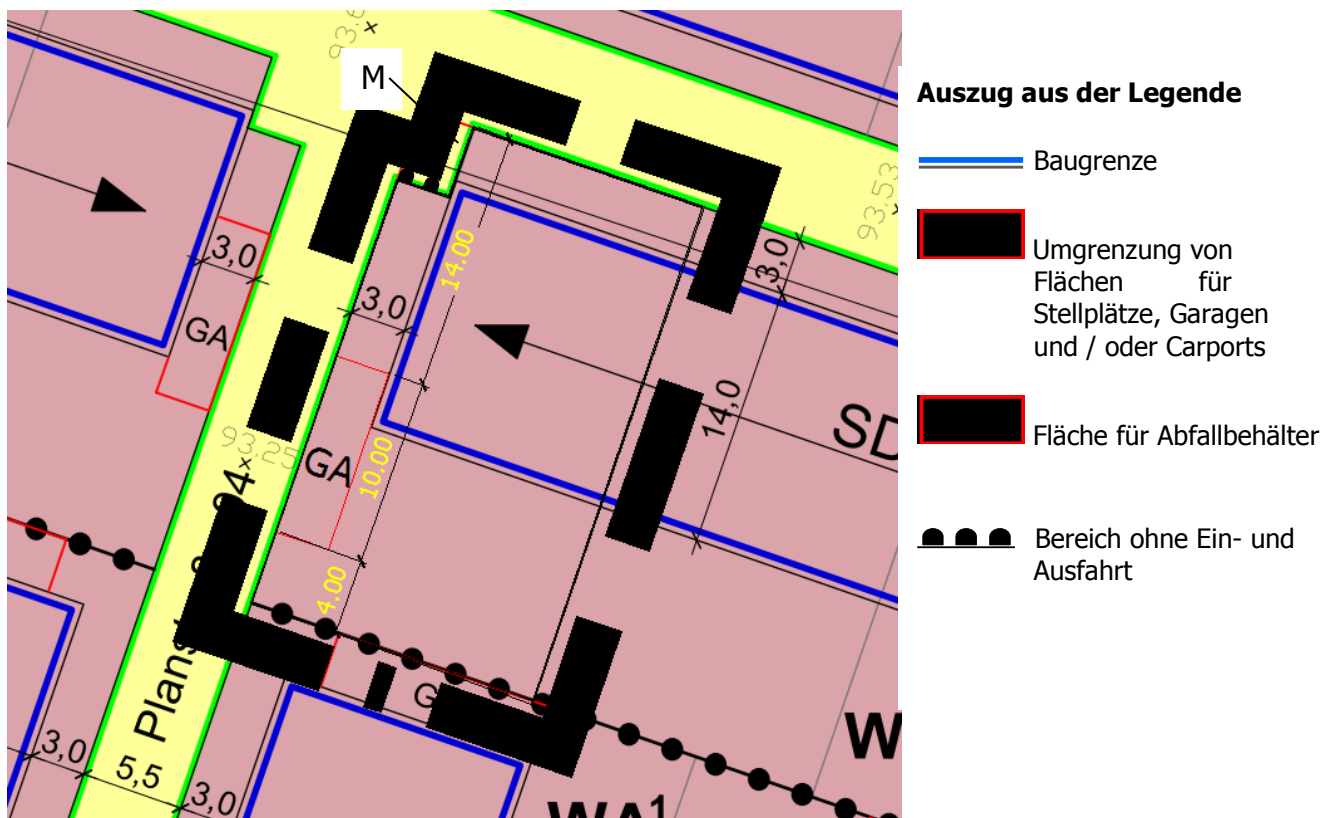 M
14.00
3,0
3,0
3,0
GA
GA
14,0
SD
93,53
93,25
10.00
4.00
3,0
5,5
3,0
WA¹
Auszug aus der Legende
Baugrenze
Umgrenzung von
Flächen für
Stellplätze, Garagen
und / oder Carports
Fläche für Abfallbehälter
Bereich ohne Ein- und
Ausfahrt